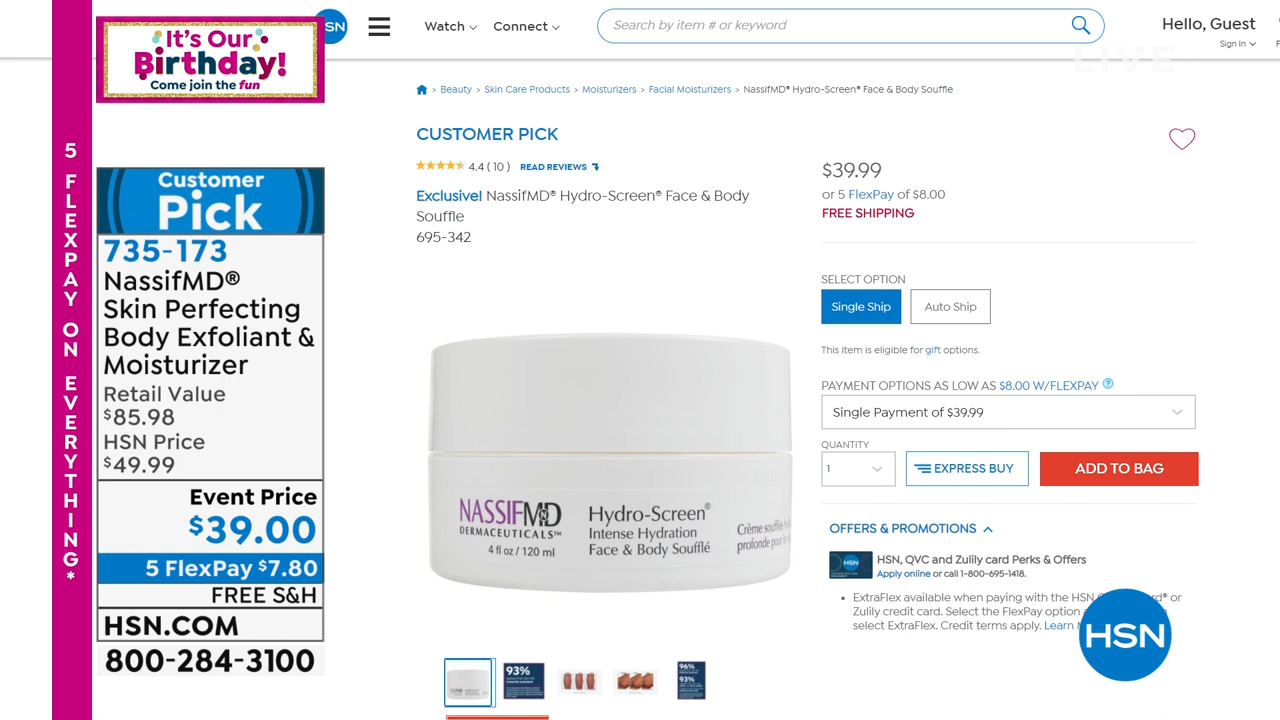 It's Our
Birthday!
Come join the fun
5 FLEXPAY ON EVERYTHING*
Customer
Pick
735-173
NassifMD®
Skin Perfecting
Body Exfoliant &
Moisturizer
Retail Value
$85.98
HSN Price
$49.99
Event Price
$39.00
5 FlexPay $7.80
FREE S&H
HSN.COM
800-284-3100
Watch
Connect
Search by item # or keyword
Hello, Guest
Sign In
LIVE
> Beauty > Skin Care Products > Moisturizers > Facial Moisturizers > NassifMD® Hydro-Screen® Face & Body Souffle
CUSTOMER PICK
4.4 ( 10 ) READ REVIEWS
Exclusive! NassifMD® Hydro-Screen® Face & Body
Souffle
695-342
NASSIFMD
DERMACEUTICALS™
Hydro-Screen®
Intense Hydration
Face & Body Soufflé
4 fl oz / 120 ml
Crème
profonde pour
93%
96%
93%
$39.99
or 5 FlexPay of $8.00
FREE SHIPPING
SELECT OPTION
Single Ship
Auto Ship
This item is eligible for gift options.
PAYMENT OPTIONS AS LOW AS $8.00 W/FLEXPAY ?
Single Payment of $39.99
QUANTITY
1
EXPRESS BUY
ADD TO BAG
OFFERS & PROMOTIONS
HSN
HSN, QVC and Zulily card Perks & Offers
Apply online or call 1-800-695-1418.
• ExtraFlex available when paying with the HSN or
Zulily credit card. Select the FlexPay option
select ExtraFlex. Credit terms apply. Learn
HSN